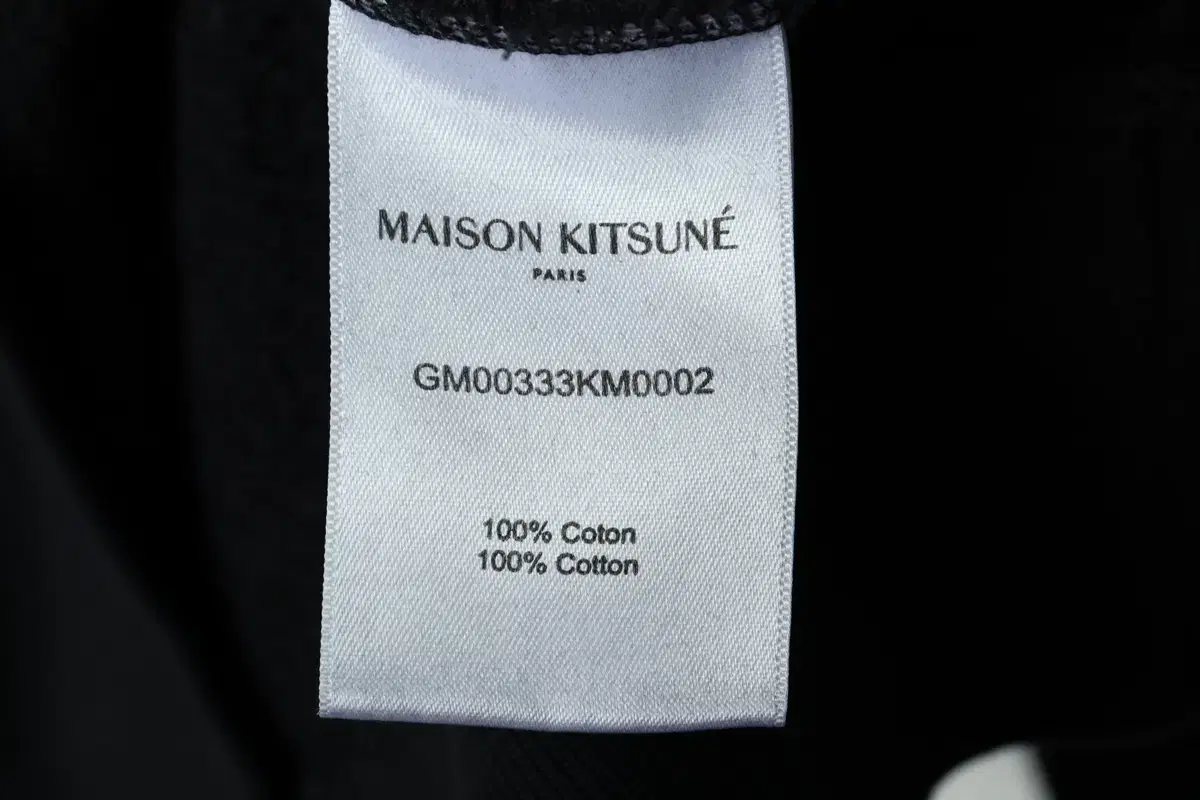 MAISON KITSUNÉ
PARIS
GM00333KM0002
100% Coton
100% Cotton